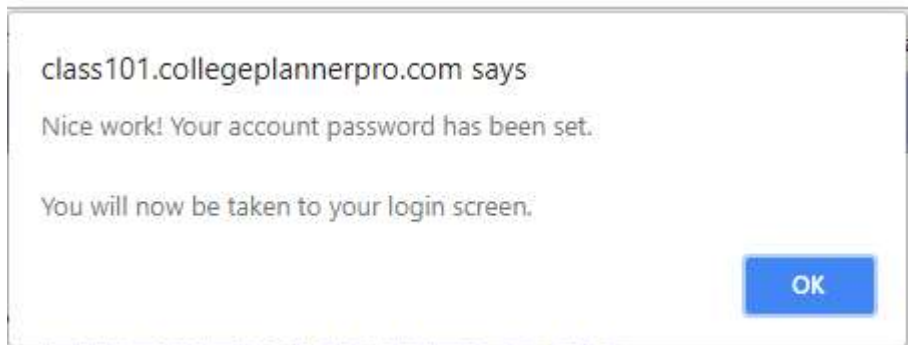 class101.collegeplannerpro.com says
Nice work! Your account password has been set.
You will now be taken to your login screen.
OK